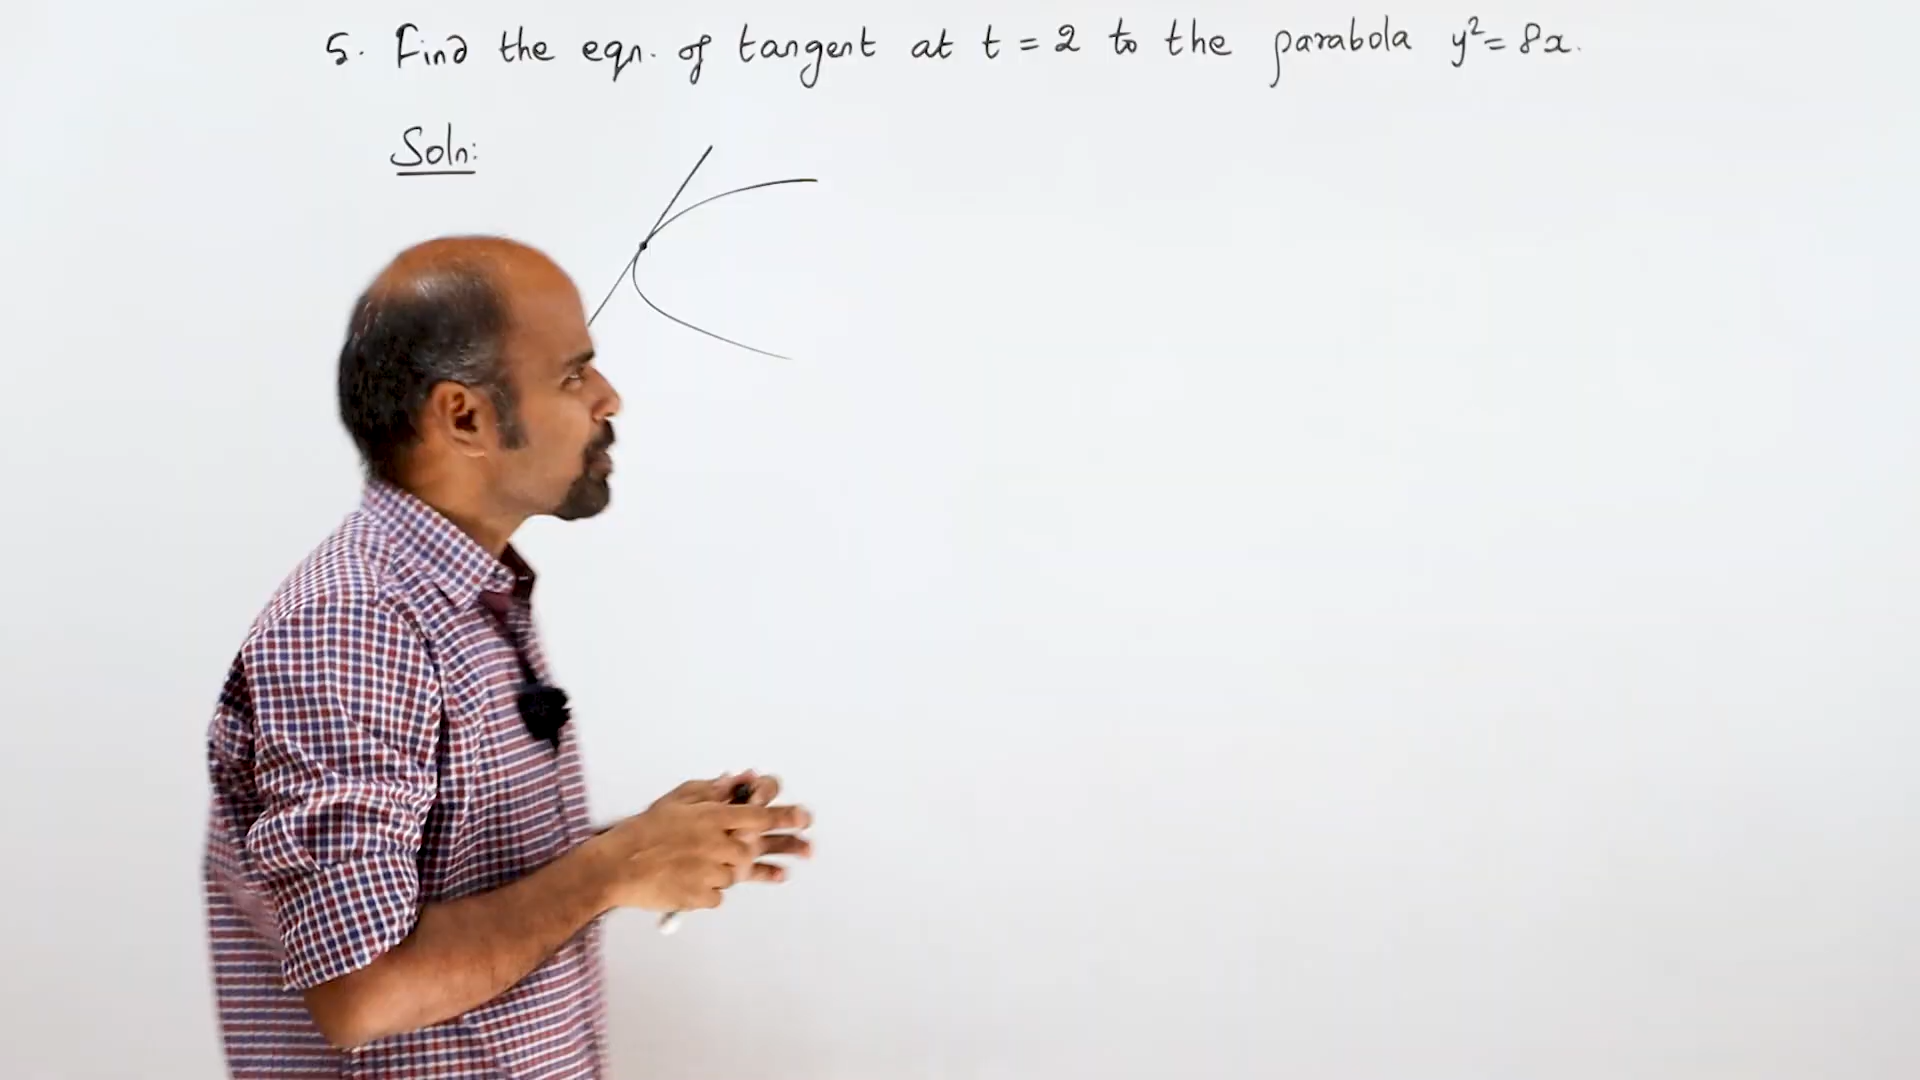 5. Find the eqn. of tangent at t = 2 to the parabola y² = 8x.
Soln: